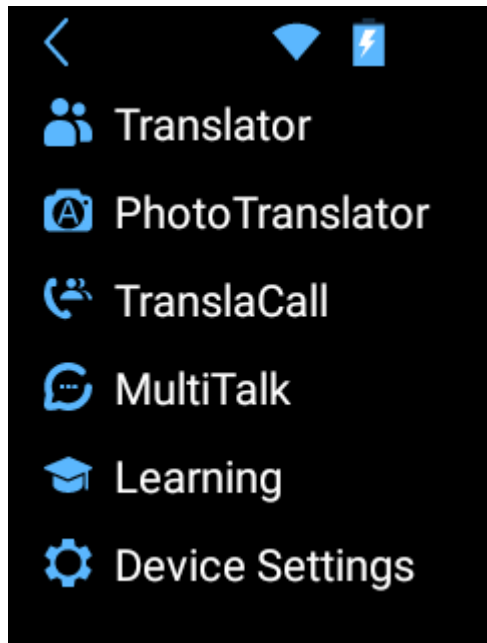 Translator
PhotoTranslator
TranslaCall
MultiTalk
Learning
Device Settings